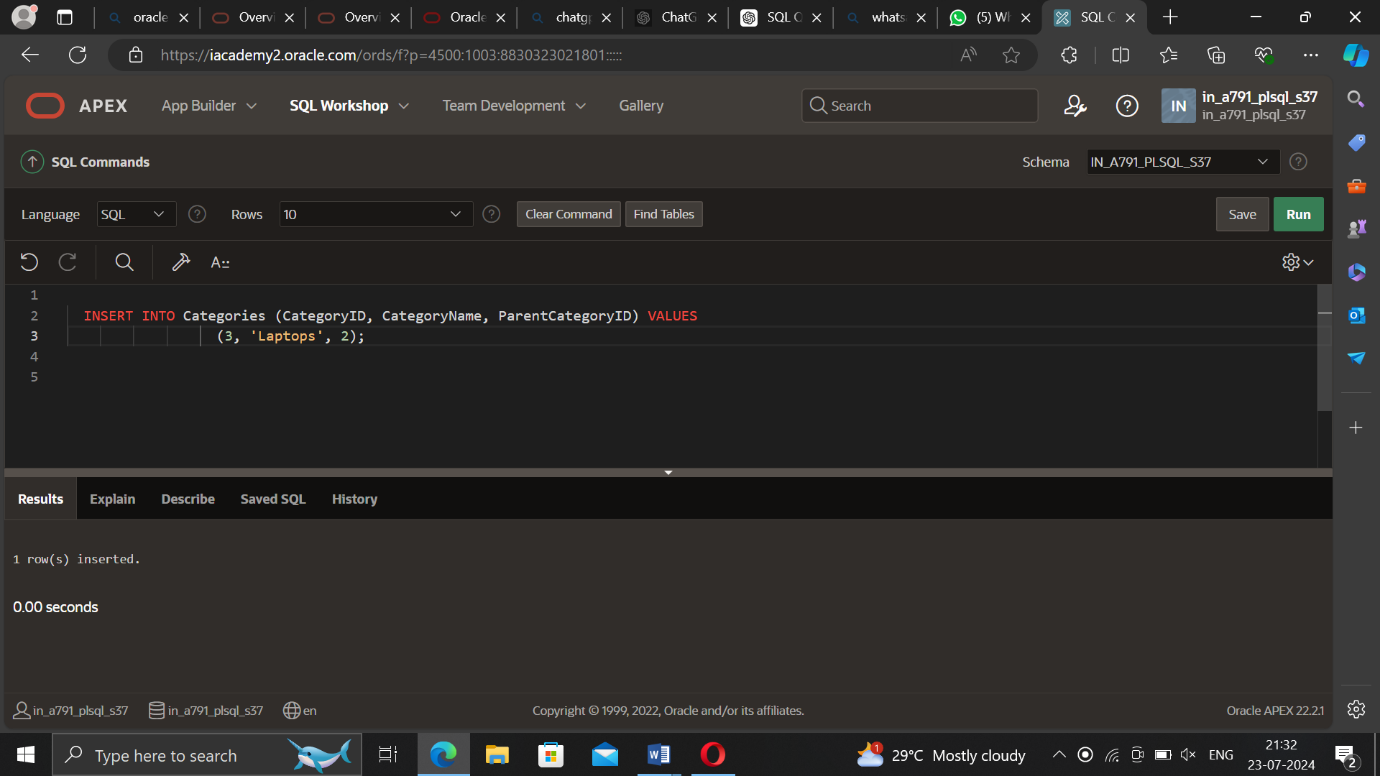 oracle
Overvi
Overvi
Oracle
chatg
ChatG
SQL C
whats
(5) W
SQL C
https://iacademy2.oracle.com/ords/f?p=4500:1003:8830323021801:::::
APEX
App Builder
SQL Workshop
Team Development
Gallery
Search
IN
in_a791_plsql_s37
in_a791_plsql_s37
SQL Commands
Schema
IN_A791_PLSQL_S37
Language
SQL
Rows
10
Clear Command
Find Tables
Save
Run
1
2 INSERT INTO Categories (CategoryID, CategoryName, ParentCategoryID) VALUES
3 (3, 'Laptops', 2);
4
5
Results
Explain
Describe
Saved SQL
History
1 row(s) inserted.
0.00 seconds
in_a791_plsql_s37
in_a791_plsql_s37
en
Copyright © 1999, 2022, Oracle and/or its affiliates.
Oracle APEX 22.2.1
Type here to search
1
29°C Mostly cloudy
ENG
21:32
23-07-2024
2